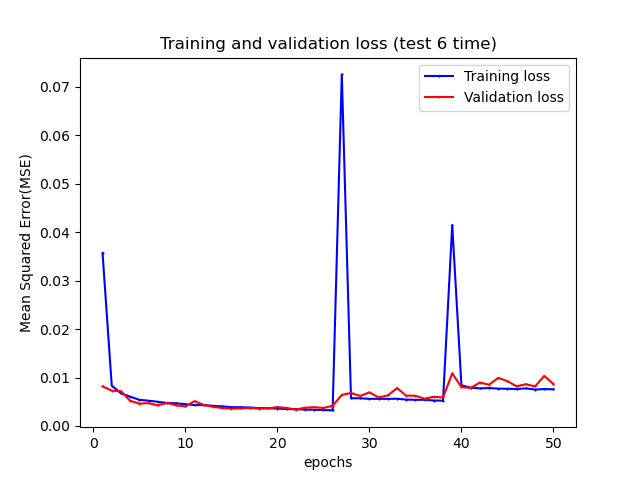 Training and validation loss (test 6 time)
Training loss
Validation loss
Mean Squared Error(MSE)
0.07
0.06
0.05
0.04
0.03
0.02
0.01
0.00
0 10 20 30 40 50
epochs